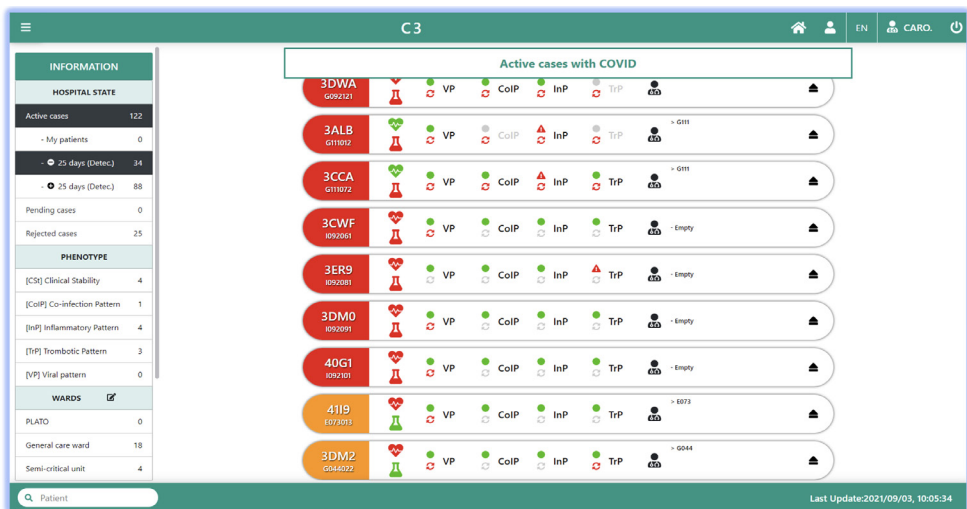 C3
EN
CARO.
INFORMATION
HOSPITAL STATE
Active cases 122
- My patients 0
- 25 days (Detec.) 34
- 25 days (Detec.) 88
Pending cases 0
Rejected cases 25
PHENOTYPE
[CSt] Clinical Stability 4
[CoIP] Co-infection Pattern 1
[InP] Inflammatory Pattern 4
[TrP] Trombotic Pattern 3
[VP] Viral pattern 0
WARDS
PLATO 0
General care ward 18
Semi-critical unit 4
Active cases with COVID
3DWA
G092121
VP CoIP InP TrP
3ALB
G111012
VP CoIP InP TrP
> G111
3CCA
G111072
VP CoIP InP TrP
> G111
3CWF
I092061
VP CoIP InP TrP
- Empty
3ER9
I092081
VP CoIP InP TrP
- Empty
3DM0
I092091
VP CoIP InP TrP
- Empty
40G1
I092101
VP CoIP InP TrP
- Empty
41I9
E073013
VP CoIP InP TrP
> E073
3DM2
G044022
VP CoIP InP TrP
> G044
Patient
Last Update:2021/09/03, 10:05:34